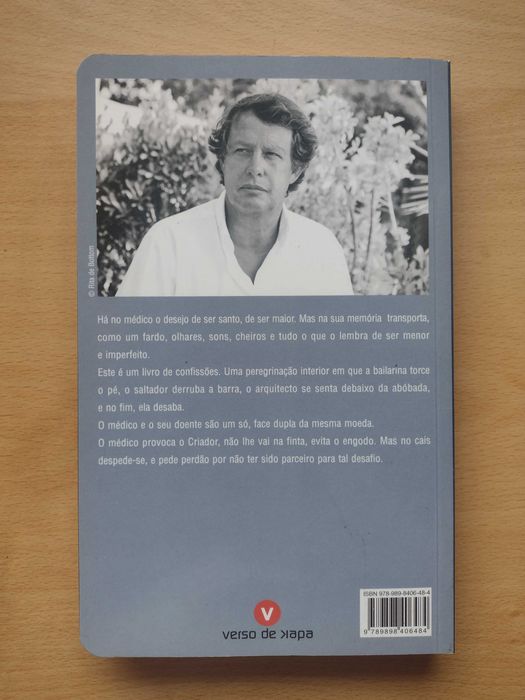 © Rita de Bottom
Há no médico o desejo de ser santo, de ser maior. Mas na sua memória transporta,
como um fardo, olhares, sons, cheiros e tudo o que o lembra de ser menor
e imperfeito.
Este é um livro de confissões. Uma peregrinação interior em que a bailarina torce
o pé, o saltador derruba a barra, o arquitecto se senta debaixo da abóbada,
e no fim, ela desaba.
O médico e o seu doente são um só, face dupla da mesma moeda.
O médico provoca o Criador, não lhe vai na finta, evita o engodo. Mas no cais
despede-se, e pede perdão por não ter sido parceiro para tal desafio.
V
verso de kapa
ISBN 978-989-8406-48-4
9 789898 406484